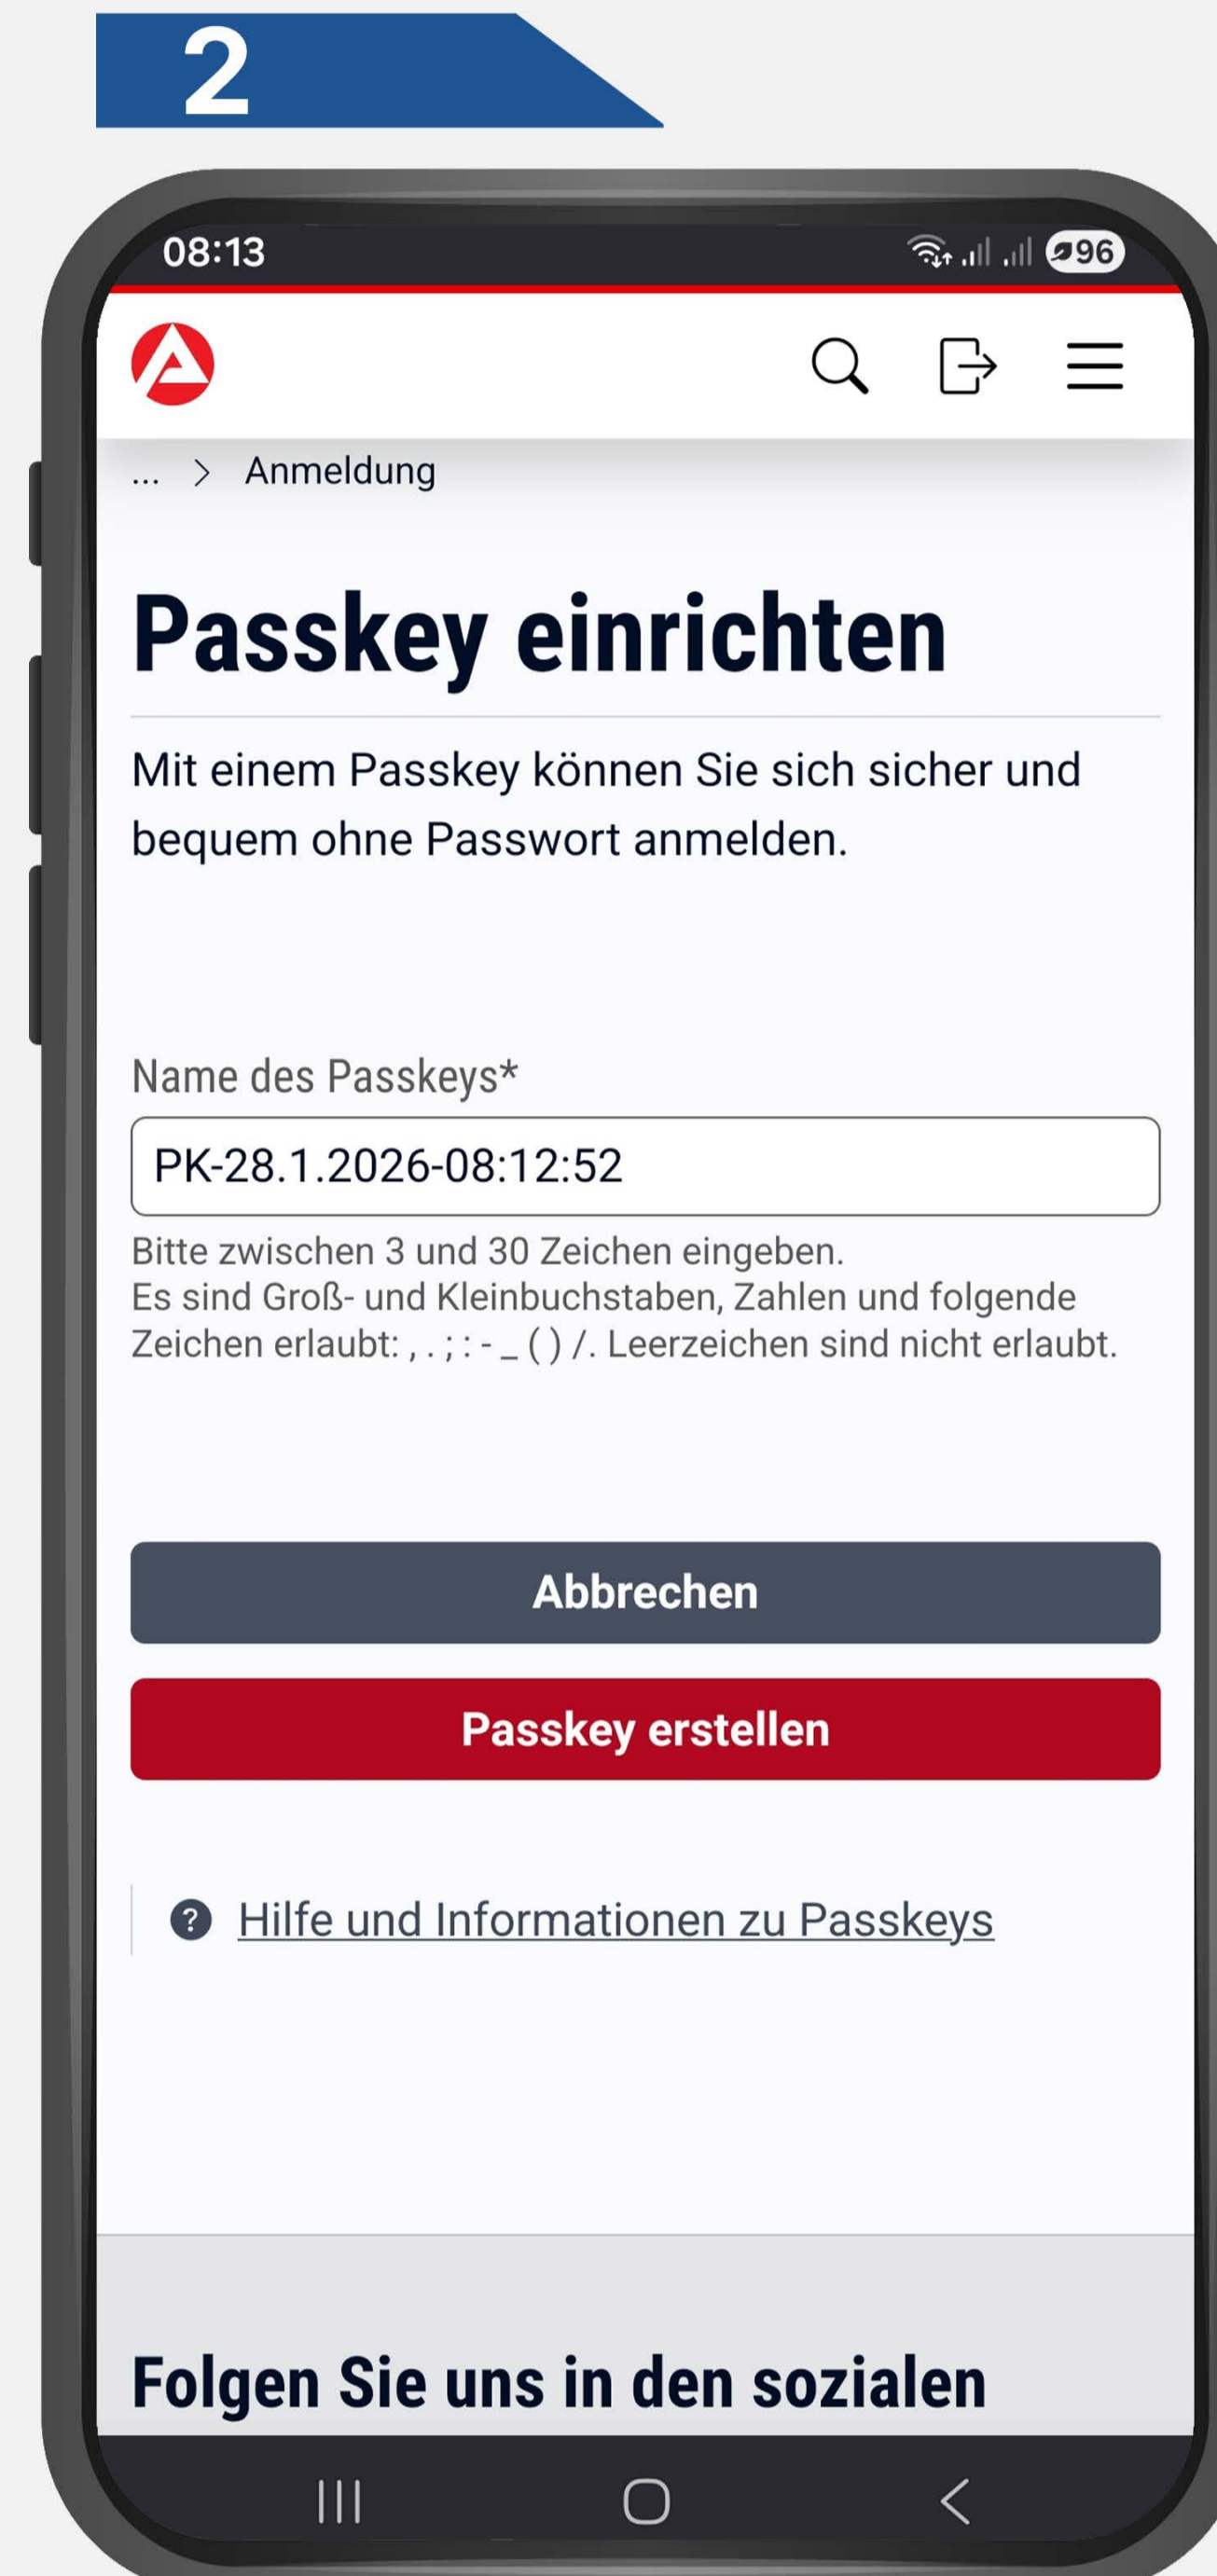 2
08:13
96
... > Anmeldung
Passkey einrichten
Mit einem Passkey können Sie sich sicher und
bequem ohne Passwort anmelden.
Name des Passkeys*
PK-28.1.2026-08:12:52
Bitte zwischen 3 und 30 Zeichen eingeben.
Es sind Groß- und Kleinbuchstaben, Zahlen und folgende
Zeichen erlaubt: , . ; : - _ ( ) /. Leerzeichen sind nicht erlaubt.
Abbrechen
Passkey erstellen
? Hilfe und Informationen zu Passkeys
Folgen Sie uns in den sozialen